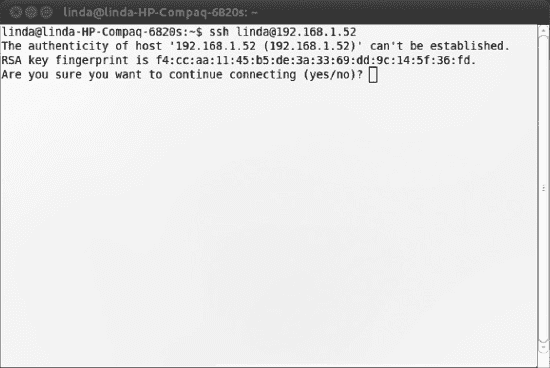 linda@linda-HP-Compaq-6820s: ~
linda@linda-HP-Compaq-6820s:~$ ssh linda@192.168.1.52
The authenticity of host '192.168.1.52 (192.168.1.52)' can't be established.
RSA key fingerprint is f4:cc:aa:11:45:b5:de:3a:33:69:dd:9c:14:5f:36:fd.
Are you sure you want to continue connecting (yes/no)?